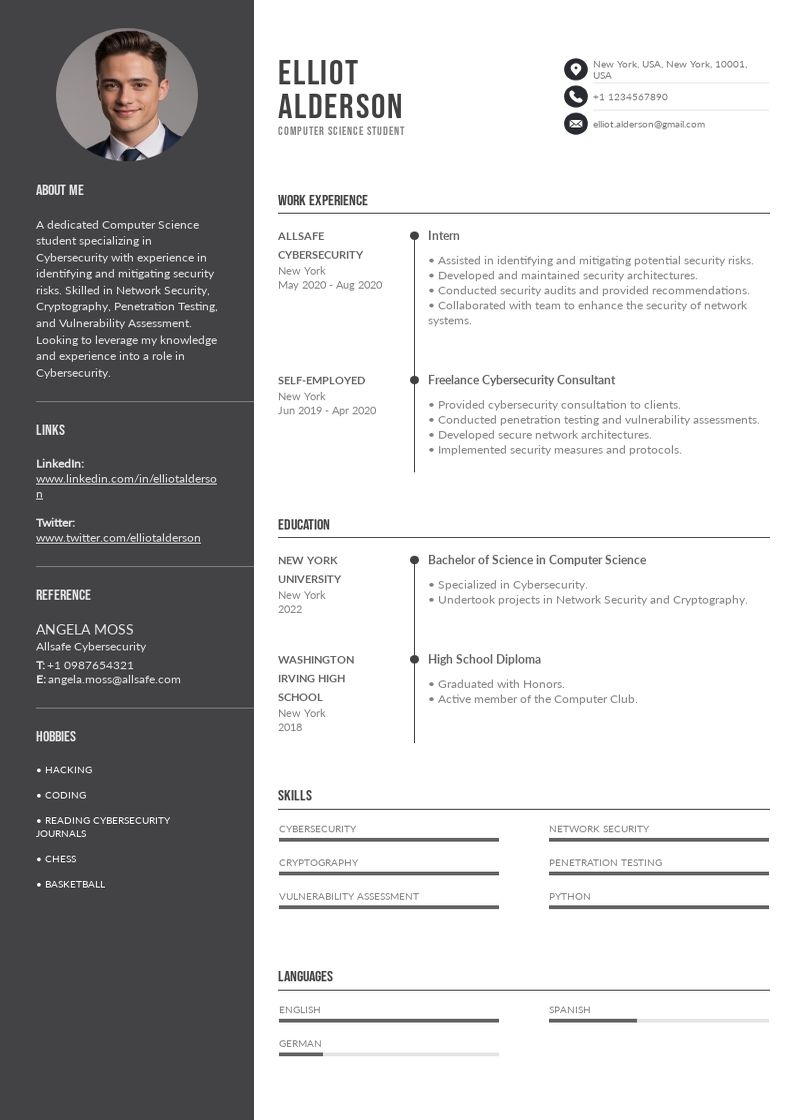 ELLIOT
ALDERSON
COMPUTER SCIENCE STUDENT
New York, USA, New York, 10001,
USA
+1 1234567890
elliot.alderson@gmail.com
ABOUT ME
A dedicated Computer Science
student specializing in
Cybersecurity with experience in
identifying and mitigating security
risks. Skilled in Network Security,
Cryptography, Penetration Testing,
and Vulnerability Assessment.
Looking to leverage my knowledge
and experience into a role in
Cybersecurity.
LINKS
LinkedIn:
www.linkedin.com/in/elliotalderso
n
Twitter:
www.twitter.com/elliotalderson
REFERENCE
ANGELA MOSS
Allsafe Cybersecurity
T: +1 0987654321
E: angela.moss@allsafe.com
HOBBIES
• HACKING
• CODING
• READING CYBERSECURITY
JOURNALS
• CHESS
• BASKETBALL
WORK EXPERIENCE
ALLSAFE
CYBERSECURITY
New York
May 2020 - Aug 2020
Intern
• Assisted in identifying and mitigating potential security risks.
• Developed and maintained security architectures.
• Conducted security audits and provided recommendations.
• Collaborated with team to enhance the security of network
systems.
SELF-EMPLOYED
New York
Jun 2019 - Apr 2020
Freelance Cybersecurity Consultant
• Provided cybersecurity consultation to clients.
• Conducted penetration testing and vulnerability assessments.
• Developed secure network architectures.
• Implemented security measures and protocols.
EDUCATION
NEW YORK
UNIVERSITY
New York
2022
Bachelor of Science in Computer Science
• Specialized in Cybersecurity.
• Undertook projects in Network Security and Cryptography.
WASHINGTON
IRVING HIGH
SCHOOL
New York
2018
High School Diploma
• Graduated with Honors.
• Active member of the Computer Club.
SKILLS
CYBERSECURITY
NETWORK SECURITY
CRYPTOGRAPHY
PENETRATION TESTING
VULNERABILITY ASSESSMENT
PYTHON
LANGUAGES
ENGLISH
SPANISH
GERMAN